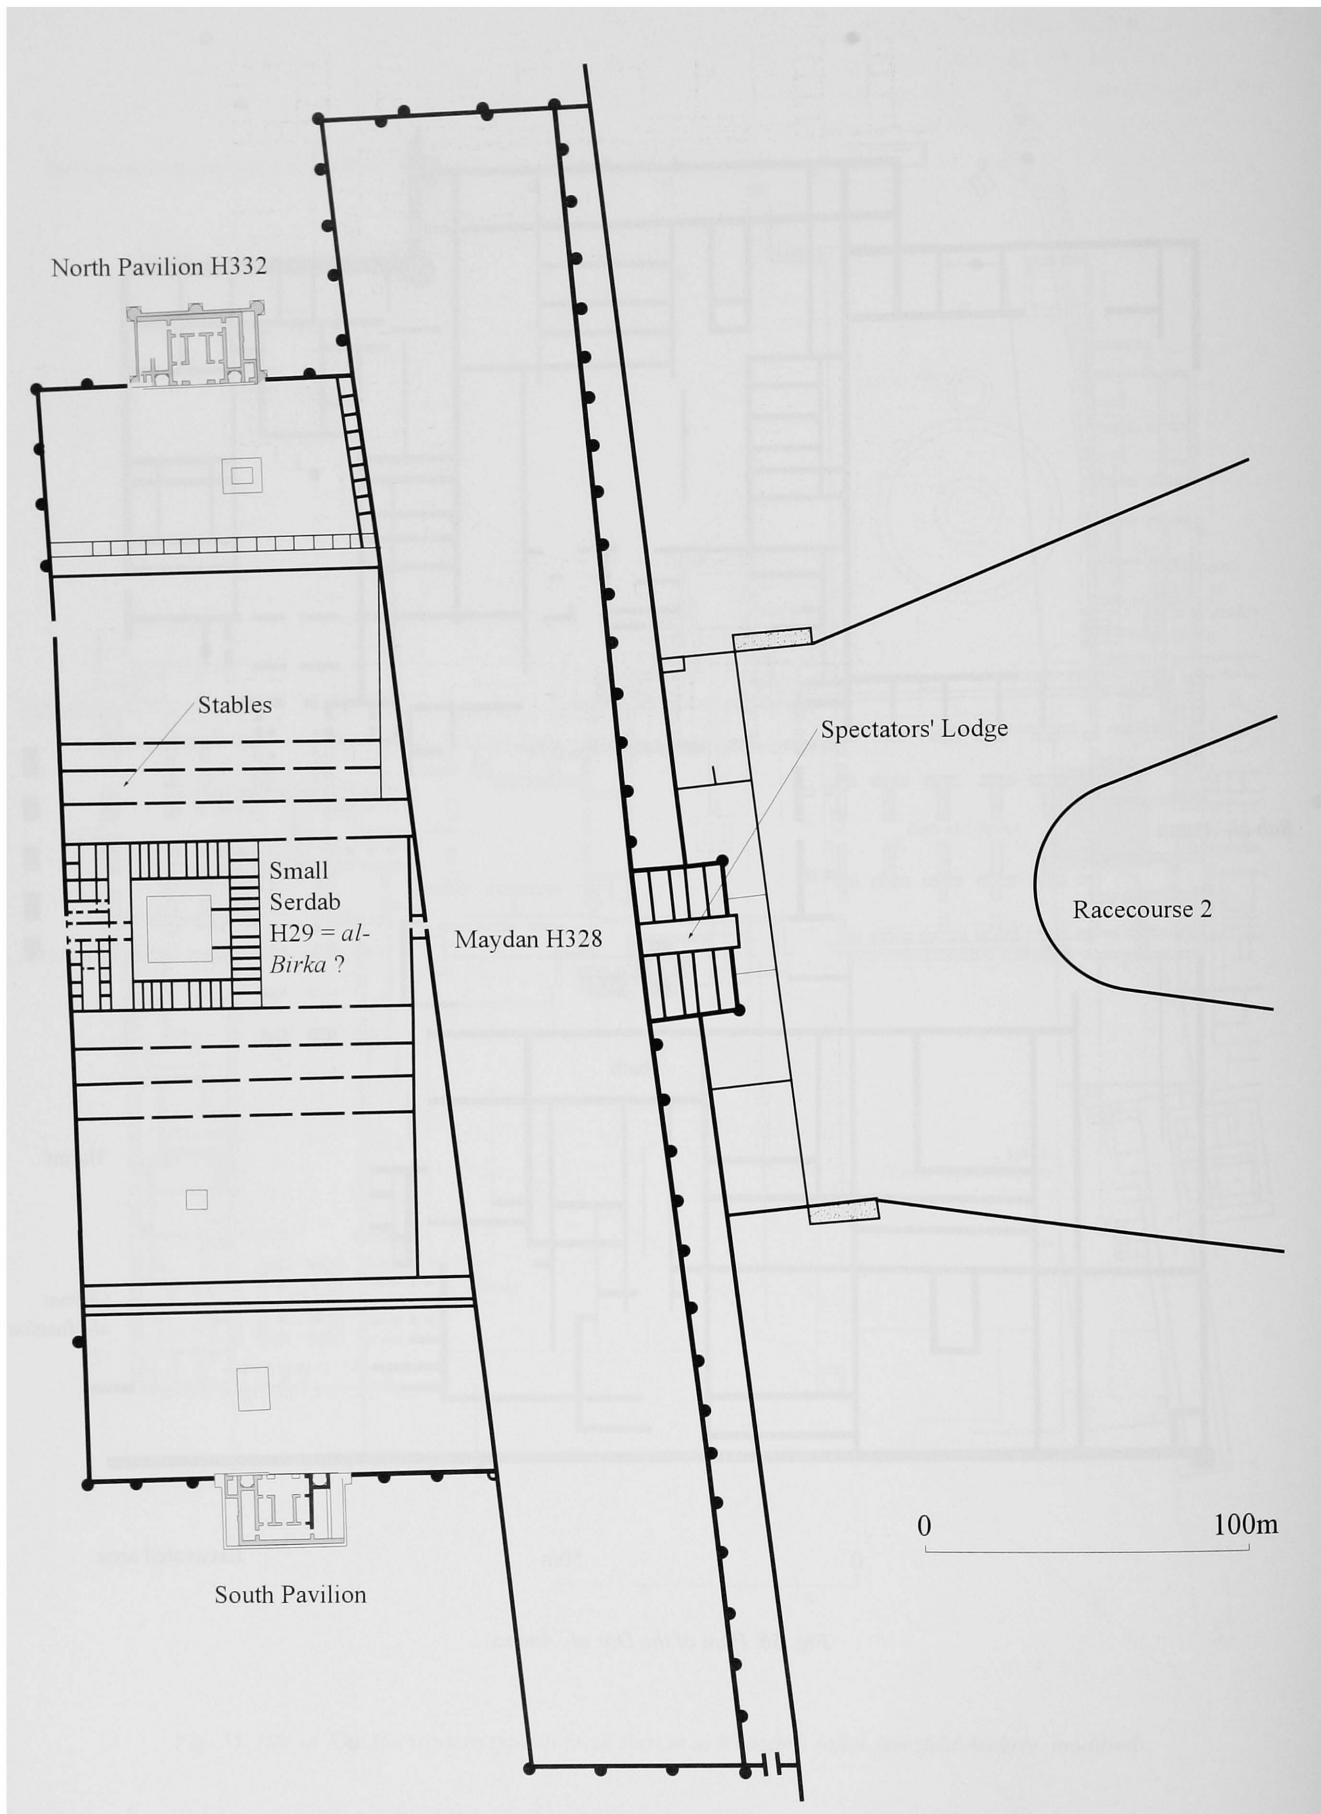 North Pavilion H332
Stables
Spectators' Lodge
Small
Serdab
H29 = al-
Birka ?
Maydan H328
Racecourse 2
0 100m
South Pavilion